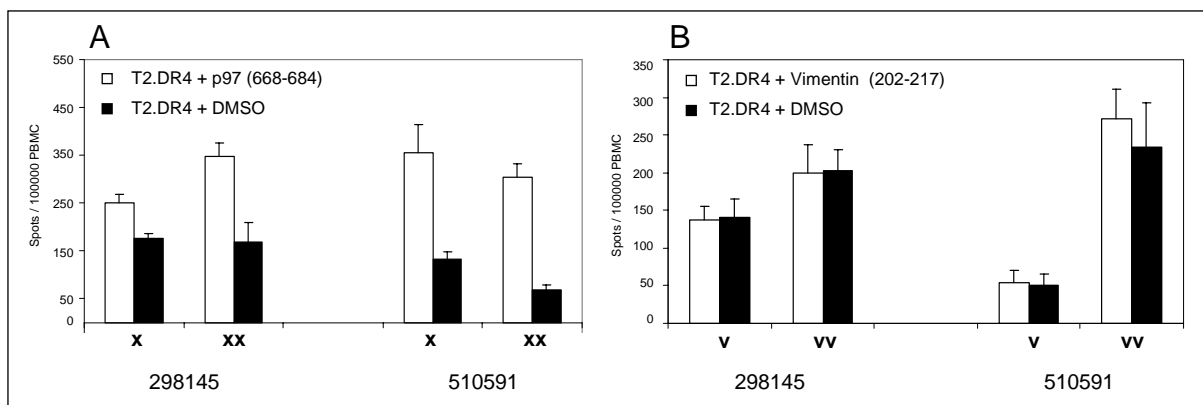 A
550
450
350
250
150
50
0
Spots / 100000 PBMC
T2.DR4 + p97 (668-684)
T2.DR4 + DMSO
x
xx
x
xx
298145
510591
B
350
300
250
200
150
100
50
0
Spots / 100000 PBMC
T2.DR4 + Vimentin (202-217)
T2.DR4 + DMSO
v
vv
v
vv
298145
510591